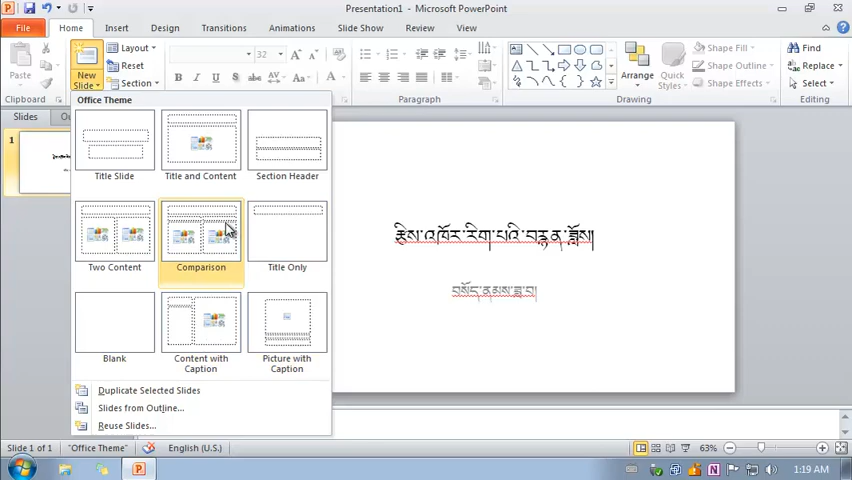 Presentation1 - Microsoft PowerPoint
File Home Insert Design Transitions Animations Slide Show Review View
Paste
New Slide
Layout
Reset
Section
32
Arrange
Quick Styles
Shape Fill
Shape Outline
Shape Effects
Find
Replace
Select
Clipboard
Paragraph
Drawing
Editing
Slides
Office Theme
1
Title Slide
Title and Content
Section Header
Two Content
Comparison
Title Only
Blank
Content with Caption
Picture with Caption
Duplicate Selected Slides
Slides from Outline...
Reuse Slides...
བསོད་ནམས་ཟླ་བ།
Slide 1 of 1
"Office Theme"
English (U.S.)
63%
1:19 AM